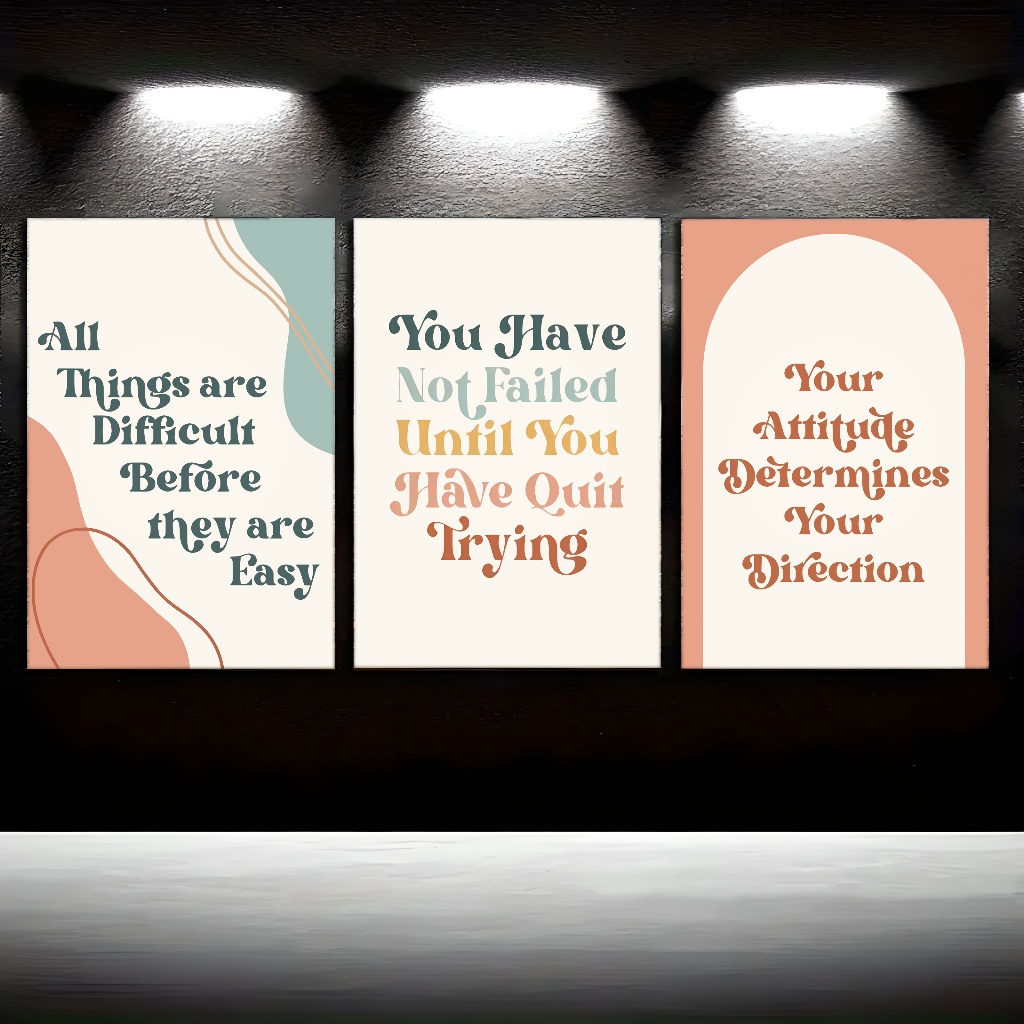 All
Things are
Difficult
Before
they are
Easy
You Have
Not Failed
Until You
Have Quit
Trying
Your
Attitude
Determines
Your
Direction